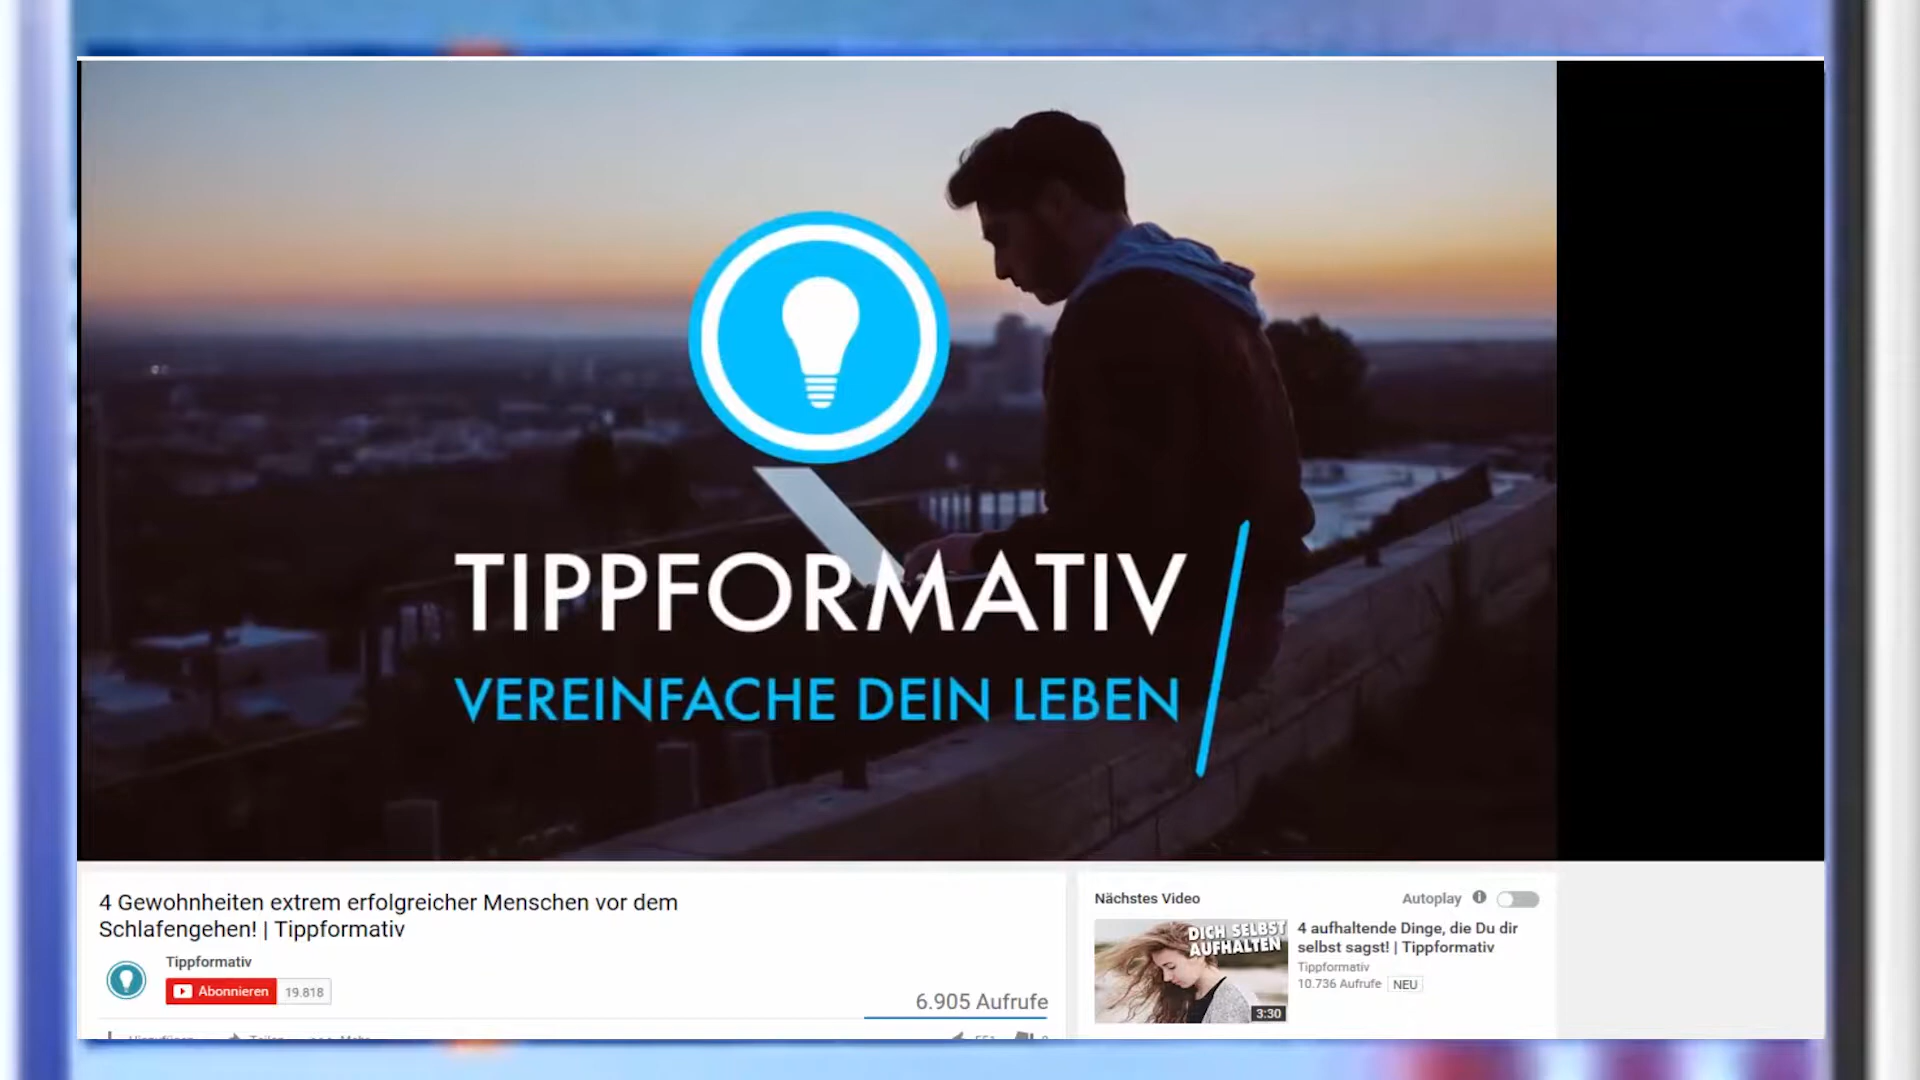 TIPPFORMATIV
VEREINFACHE DEIN LEBEN
4 Gewohnheiten extrem erfolgreicher Menschen vor dem
Schlafengehen! | Tippformativ
Tippformativ
Abonnieren 19.818
6.905 Aufrufe
Nächstes Video
Autoplay
DICH SELBST
AUFHALTEN
3:30
4 aufhaltende Dinge, die Du dir
selbst sagst! | Tippformativ
Tippformativ
10.736 Aufrufe NEU